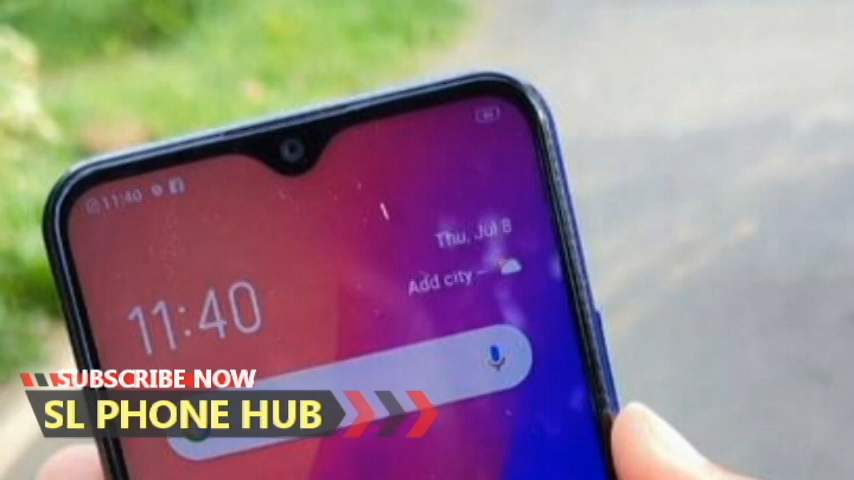 11:40
Thu, Jul 8
Add city –
11:40
SUBSCRIBE NOW
SL PHONE HUB